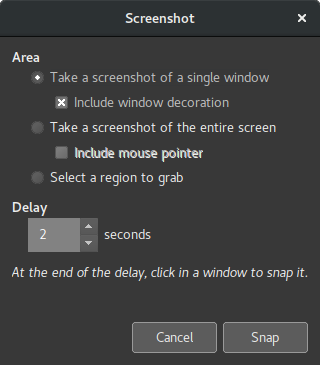 Screenshot
Area
Take a screenshot of a single window
Include window decoration
Take a screenshot of the entire screen
Include mouse pointer
Select a region to grab
Delay
2 seconds
At the end of the delay, click in a window to snap it.
Cancel Snap